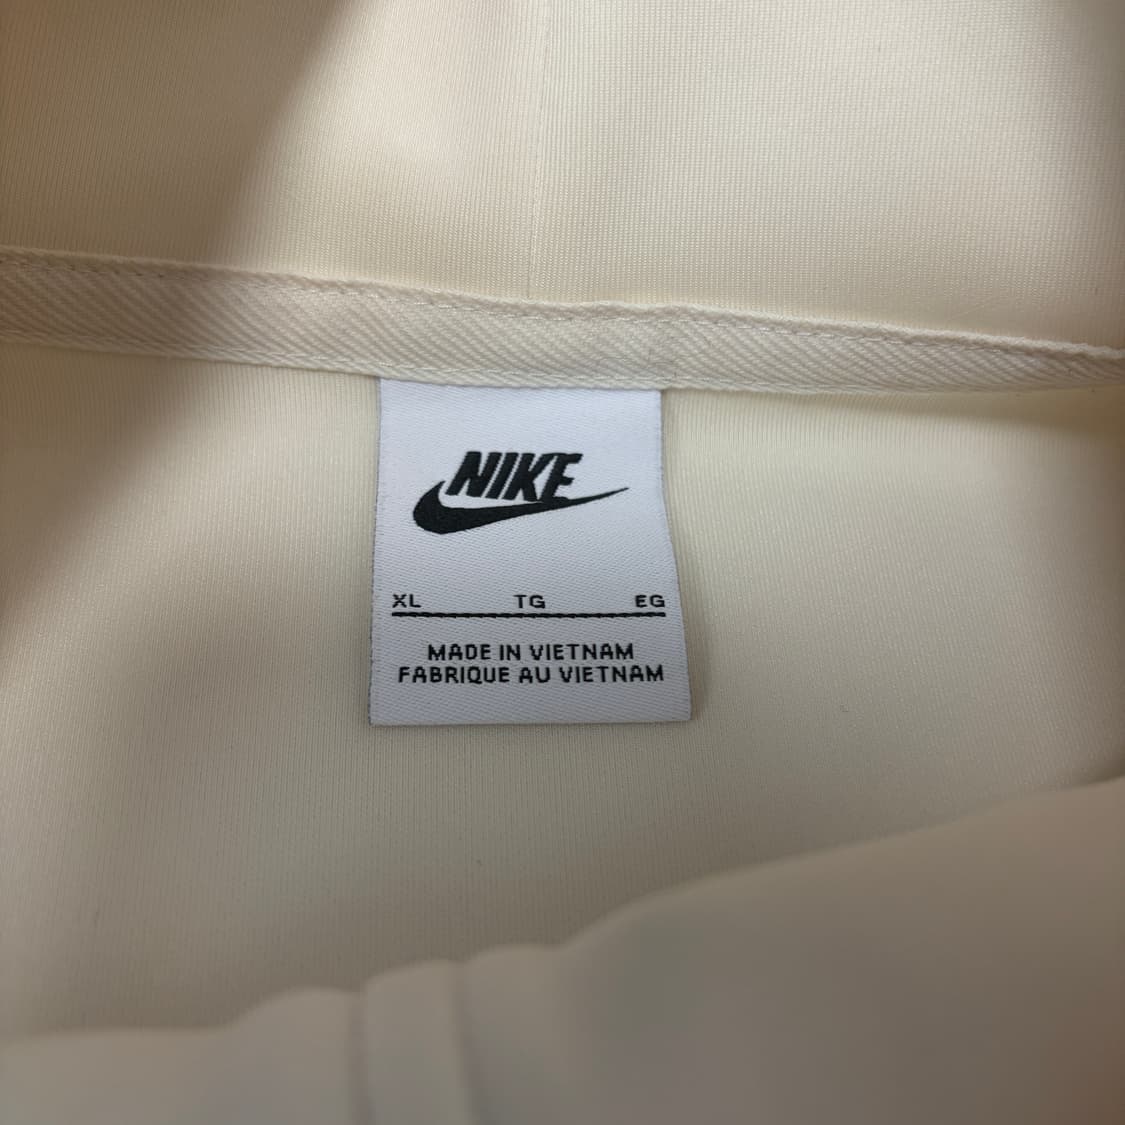 NIKE
XL TG EG
MADE IN VIETNAM
FABRIQUE AU VIETNAM